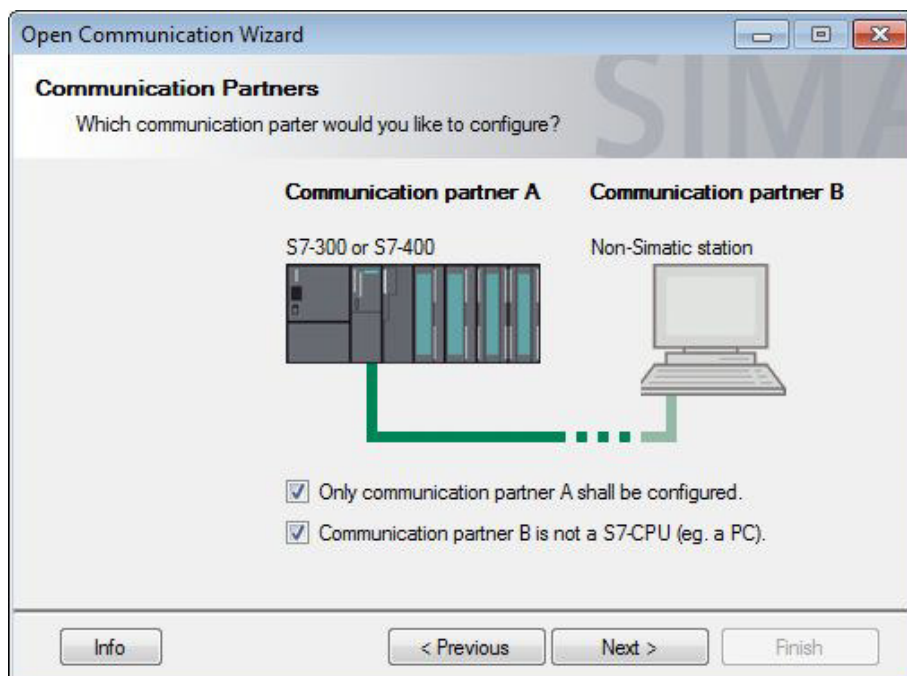 Open Communication Wizard
Communication Partners
Which communication parter would you like to configure?
SIMA
Communication partner A
Communication partner B
S7-300 or S7-400
Non-Simatic station
Only communication partner A shall be configured.
Communication partner B is not a S7-CPU (eg. a PC).
Info
< Previous
Next >
Finish